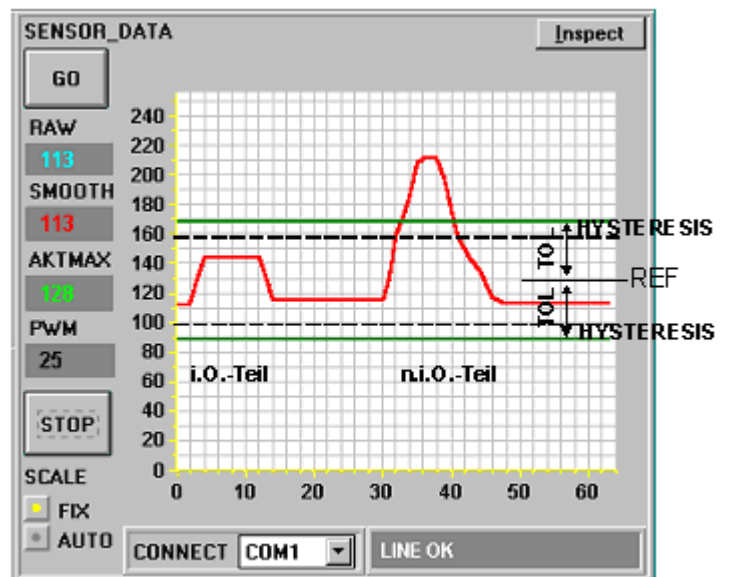 SENSOR_DATA
Inspect
GO
RAW
113
SMOOTH
113
AKTMAX
128
PWM
25
STOP
SCALE
FIX
AUTO
240
220
200
180
160
140
120
100
80
60
40
20
0
0 10 20 30 40 50 60
HYSTERESIS
TOL
REF
TOL
HYSTERESIS
i.O.-Teil
n.i.O.-Teil
CONNECT COM1
LINE OK